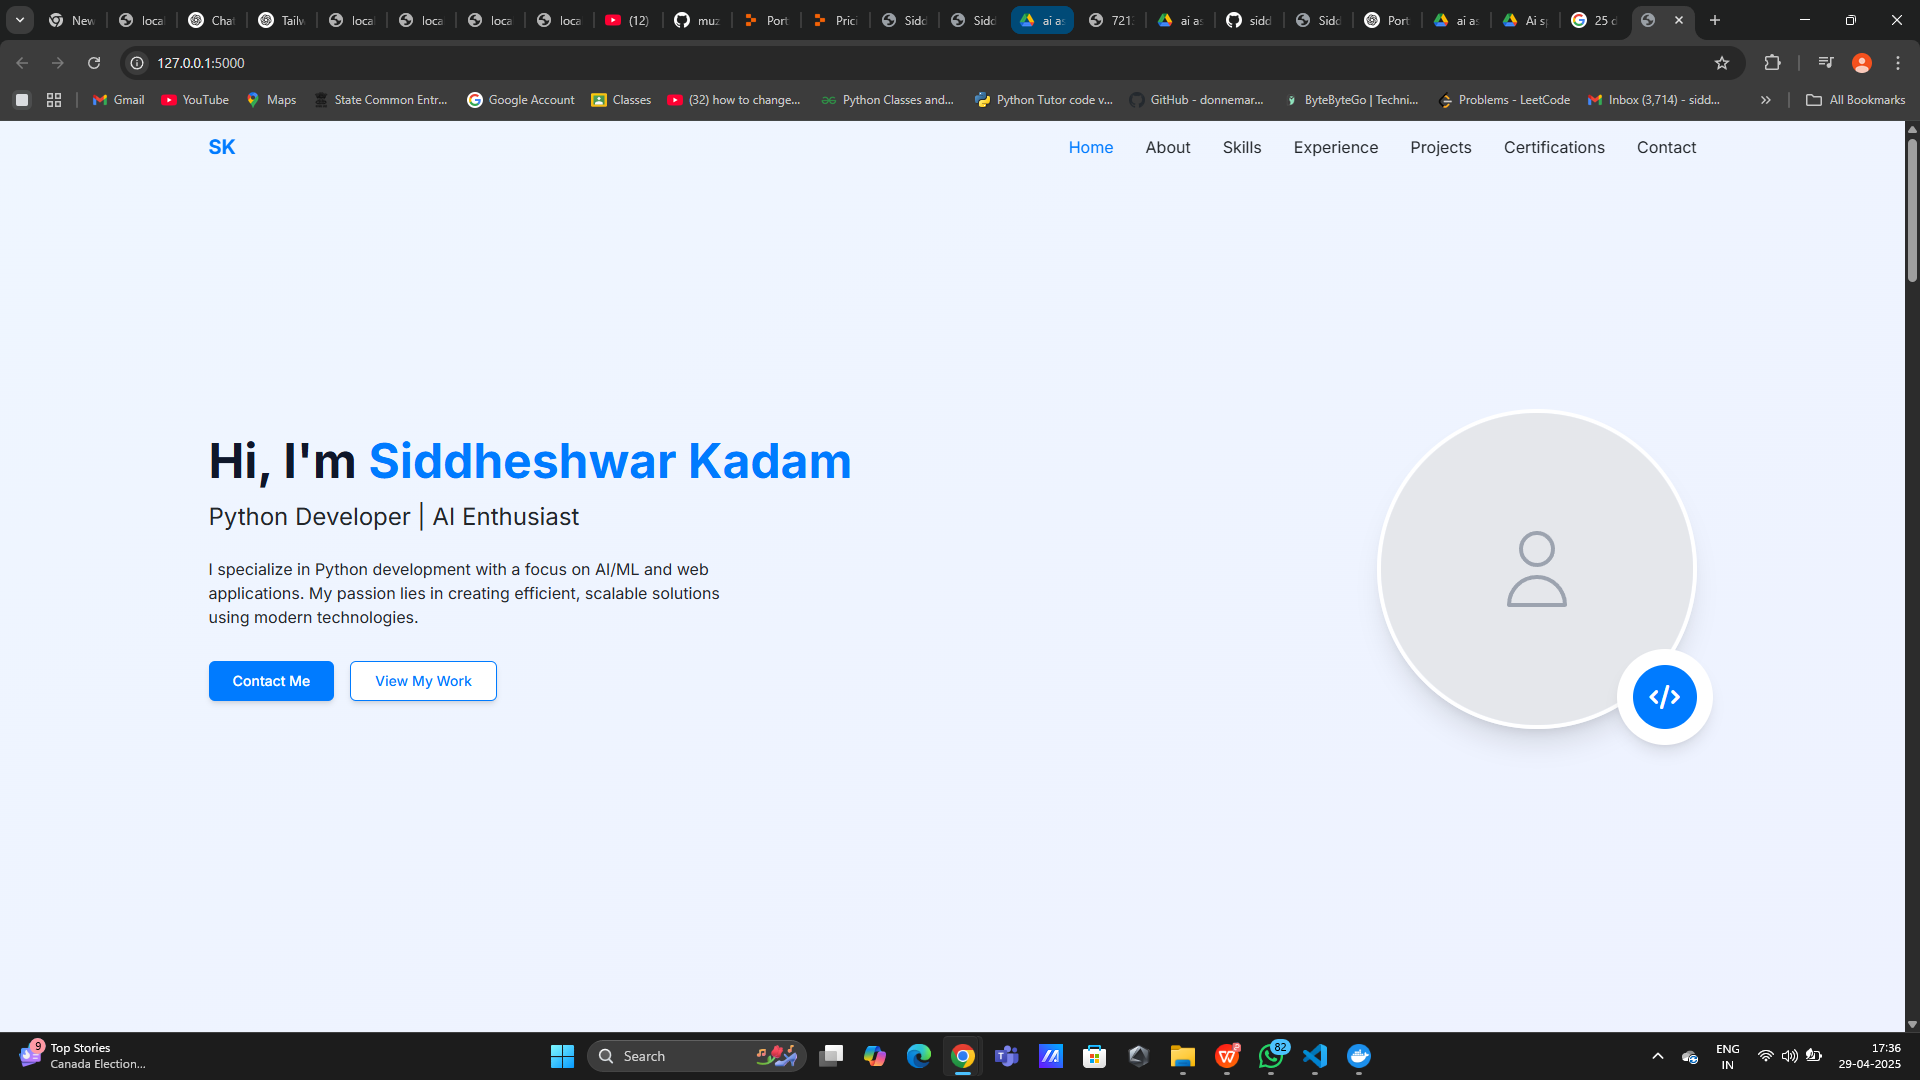 New
loca
Chat
Tailw
loca
loca
loca
loca
(12)
muz
Port
Prici
Sidd
Sidd
ai as
721
ai as
sidd
Sidd
Port
ai as
Ai sp
25 d
127.0.0.1:5000
Gmail
YouTube
Maps
State Common Entr...
Google Account
Classes
(32) how to change...
Python Classes and...
Python Tutor code v...
GitHub - donnemar...
ByteByteGo | Techni...
Problems - LeetCode
Inbox (3,714) - sidd...
All Bookmarks
SK
Home
About
Skills
Experience
Projects
Certifications
Contact
Hi, I'm Siddheshwar Kadam
Python Developer | AI Enthusiast
I specialize in Python development with a focus on AI/ML and web
applications. My passion lies in creating efficient, scalable solutions
using modern technologies.
Contact Me
View My Work
9
Top Stories
Canada Election...
Search
82
ENG
IN
17:36
29-04-2025